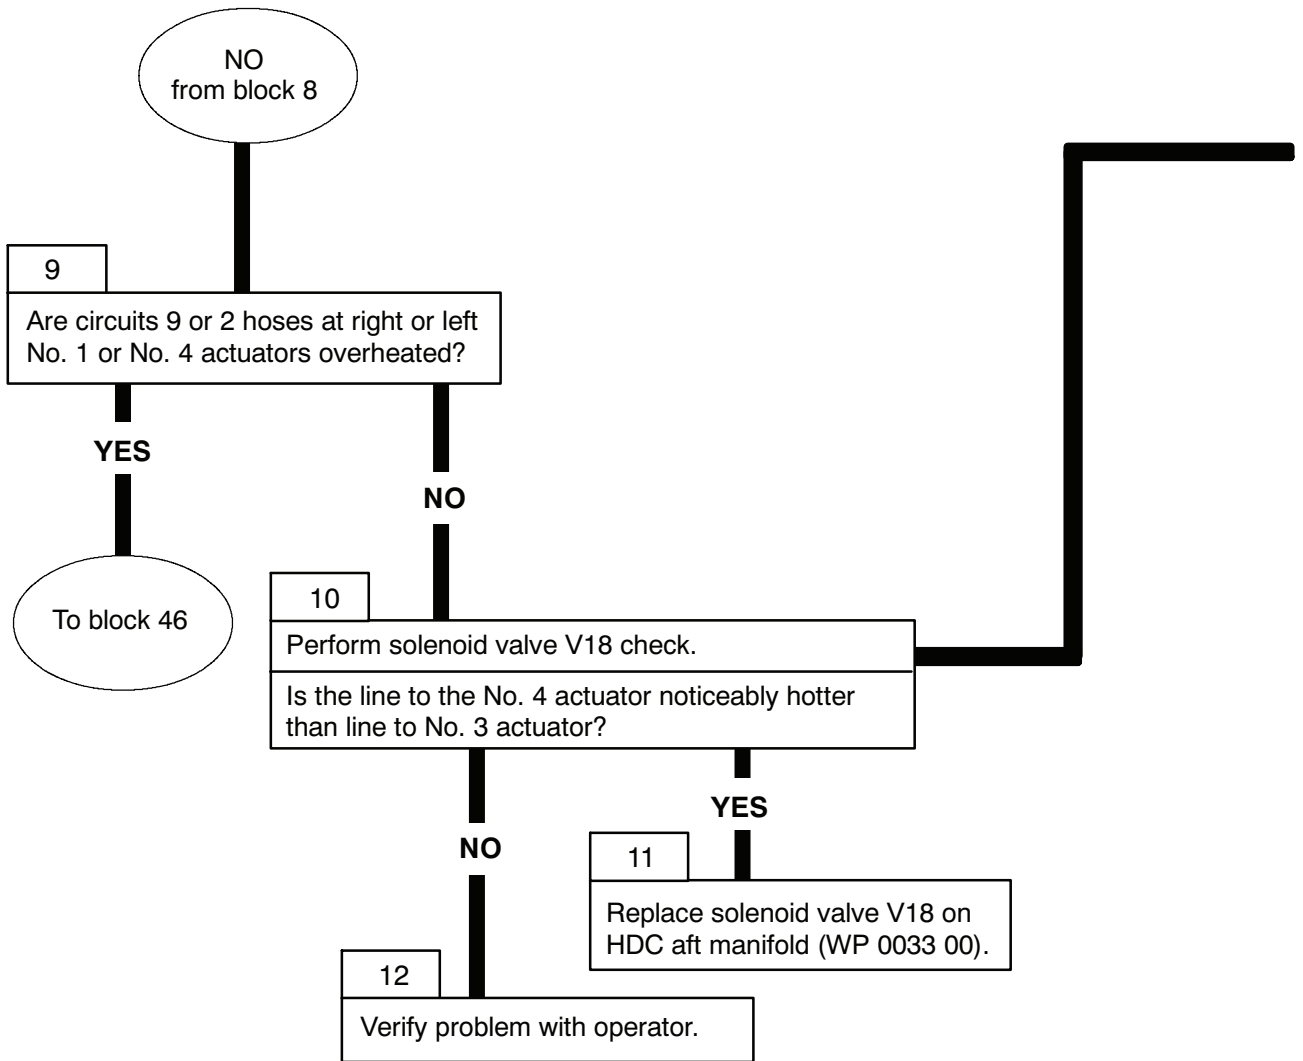 NO
from block 8
9
Are circuits 9 or 2 hoses at right or left
No. 1 or No. 4 actuators overheated?
YES
NO
To block 46
10
Perform solenoid valve V18 check.
Is the line to the No. 4 actuator noticeably hotter
than line to No. 3 actuator?
YES
NO
11
Replace solenoid valve V18 on
HDC aft manifold (WP 0033 00).
12
Verify problem with operator.